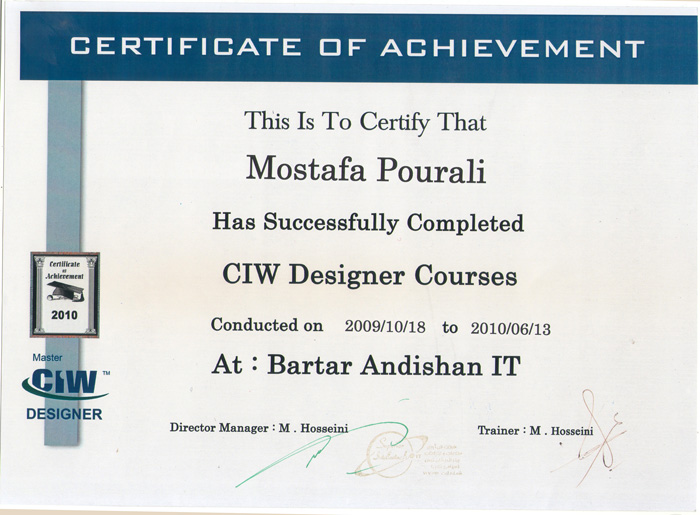 CERTIFICATE OF ACHIEVEMENT
This Is To Certify That
Mostafa Pourali
Has Successfully Completed
CIW Designer Courses
Conducted on 2009/10/18 to 2010/06/13
At : Bartar Andishan IT
Certificate
of
Achievement
2010
Master
CIW ™
DESIGNER
Director Manager : M . Hosseini
Trainer : M . Hosseini